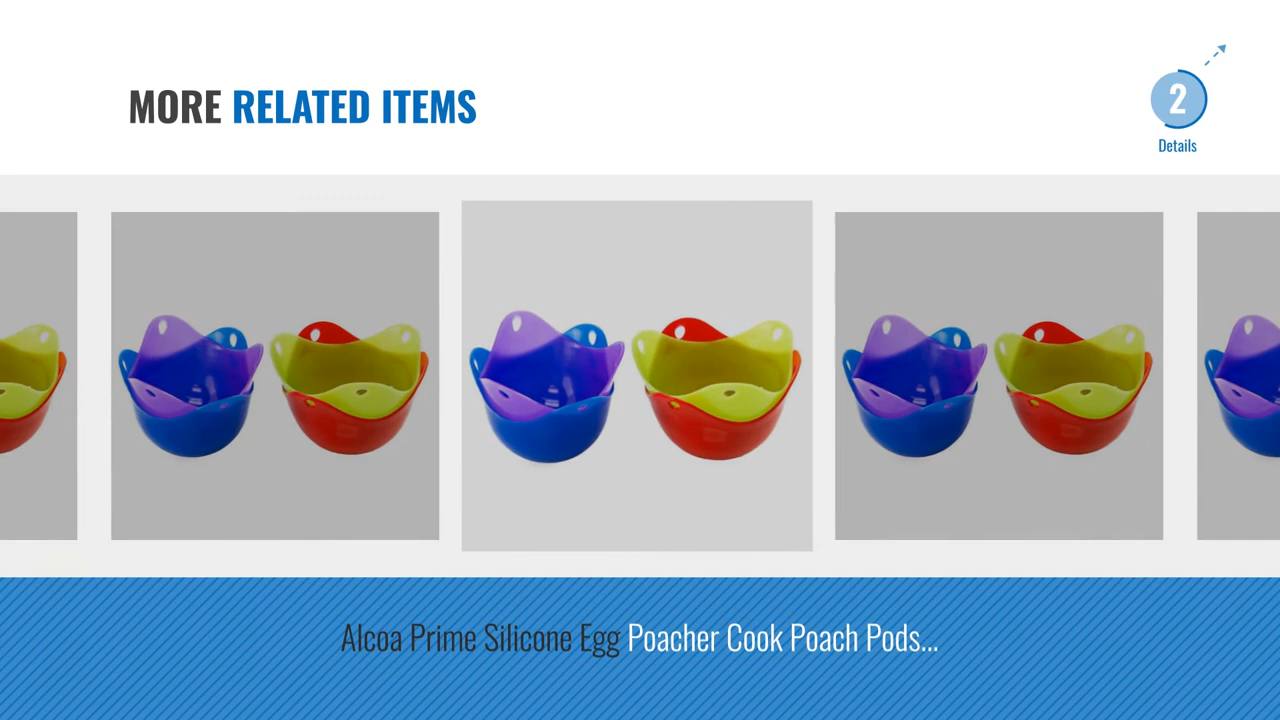 MORE RELATED ITEMS
2
Details
Alcoa Prime Silicone Egg Poacher Cook Poach Pods...